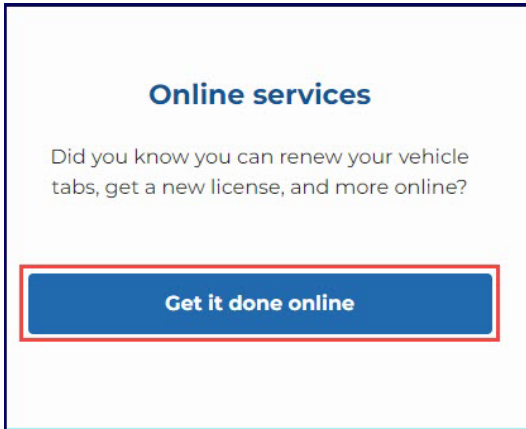 Online services
Did you know you can renew your vehicle
tabs, get a new license, and more online?
Get it done online